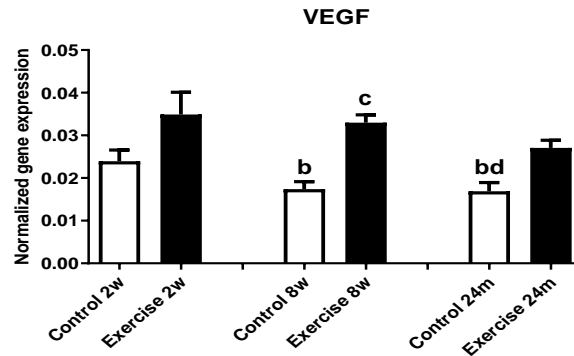 VEGF
Normalized gene expression
0.05
0.04
0.03
0.02
0.01
0.00
b
c
bd
Control 2w
Exercise 2w
Control 8w
Exercise 8w
Control 24m
Exercise 24m